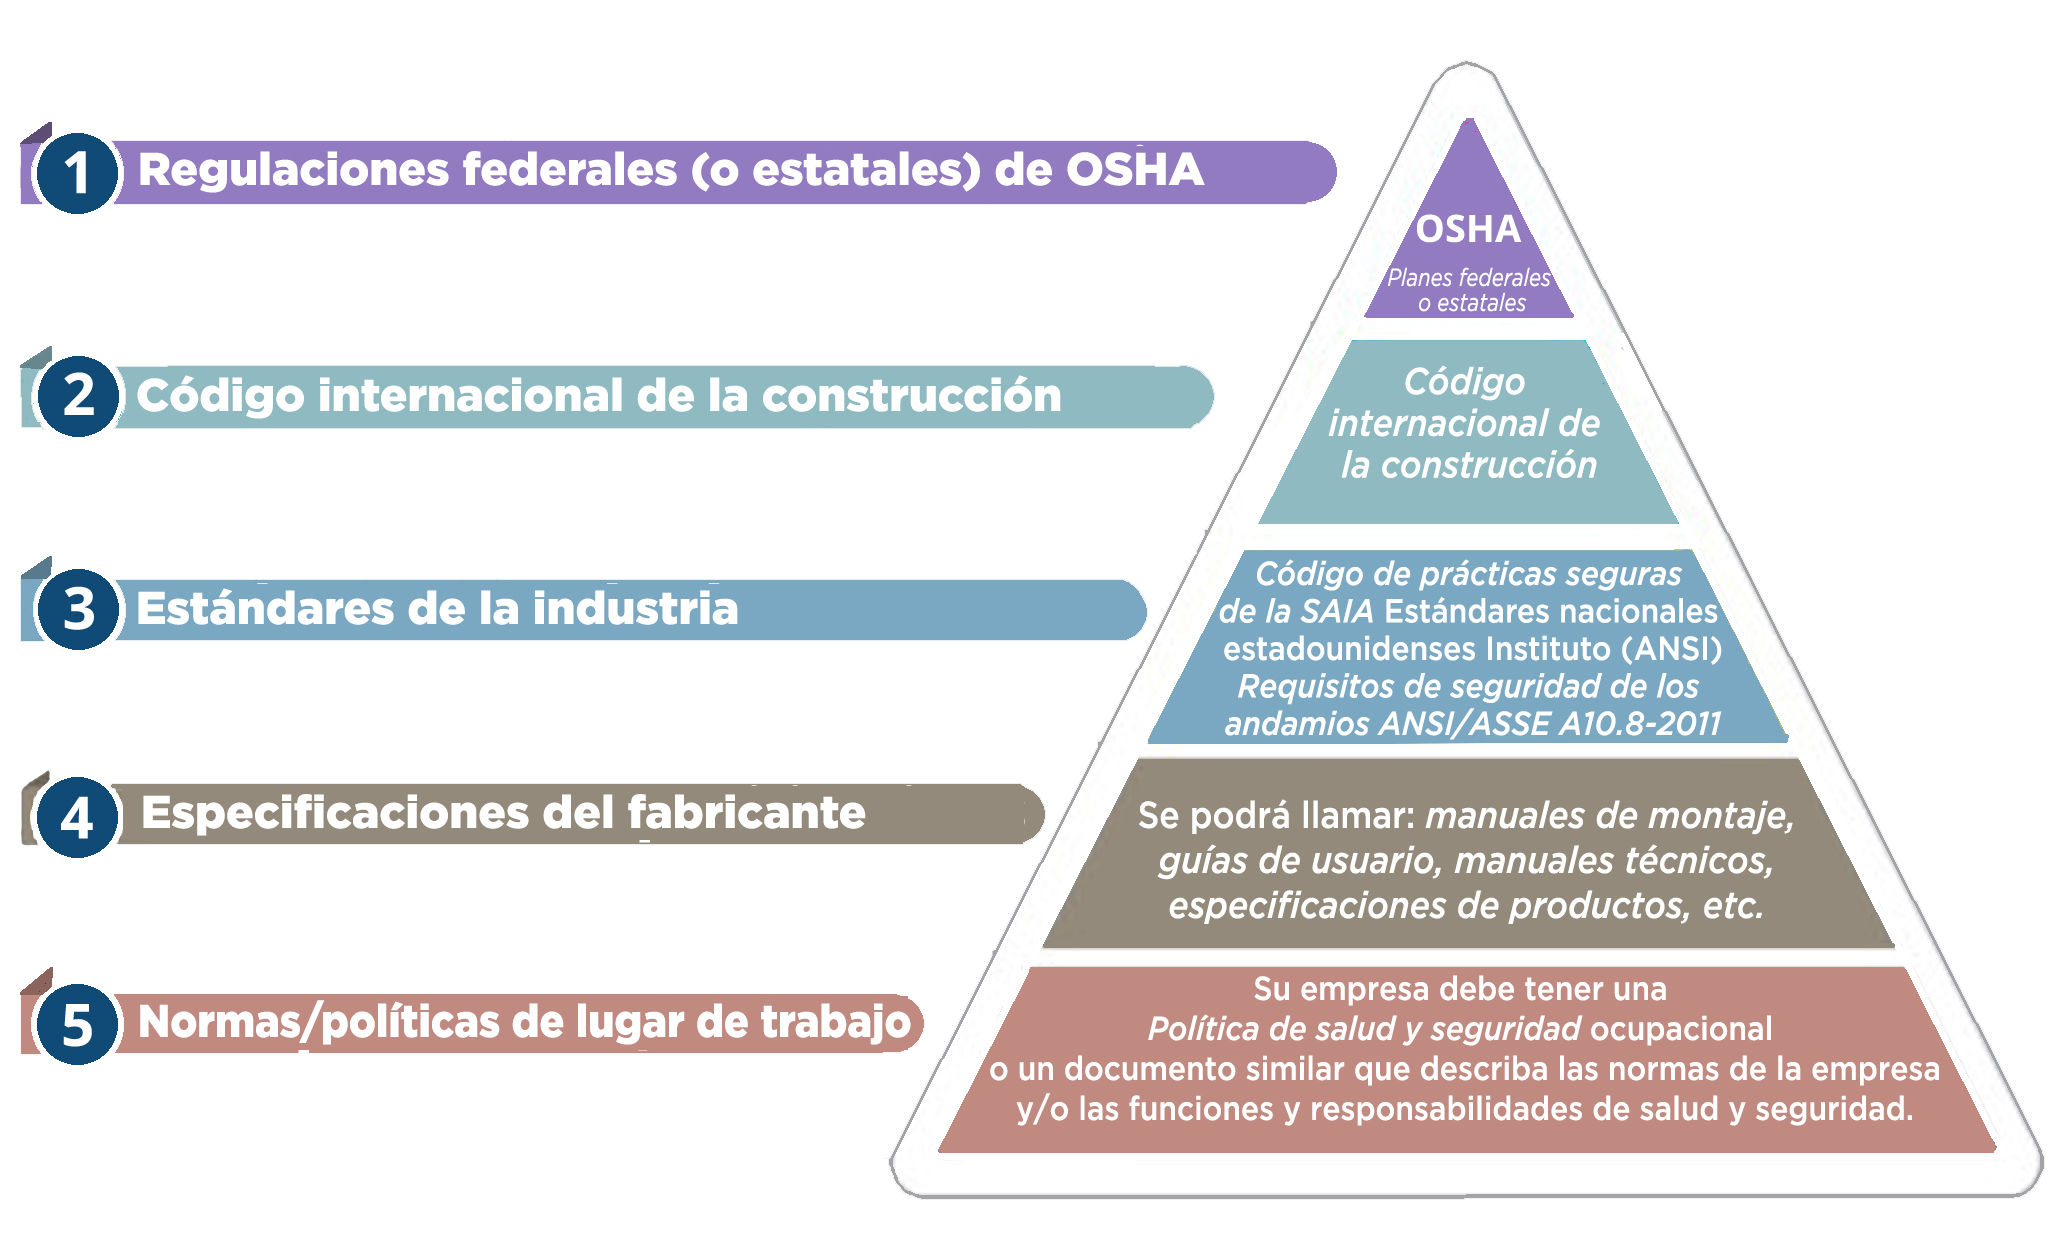 1 Regulaciones federales (o estatales) de OSHA
OSHA
Planes federales
o estatales
2 Código internacional de la construcción
Código
internacional de
la construcción
3 Estándares de la industria
Código de prácticas seguras
de la SAIA Estándares nacionales
estadounidenses Instituto (ANSI)
Requisitos de seguridad de los
andamios ANSI/ASSE A10.8-2011
4 Especificaciones del fabricante
Se podrá llamar: manuales de montaje,
guías de usuario, manuales técnicos,
especificaciones de productos, etc.
5 Normas/políticas de lugar de trabajo
Su empresa debe tener una
Política de salud y seguridad ocupacional
o un documento similar que describa las normas de la empresa
y/o las funciones y responsabilidades de salud y seguridad.